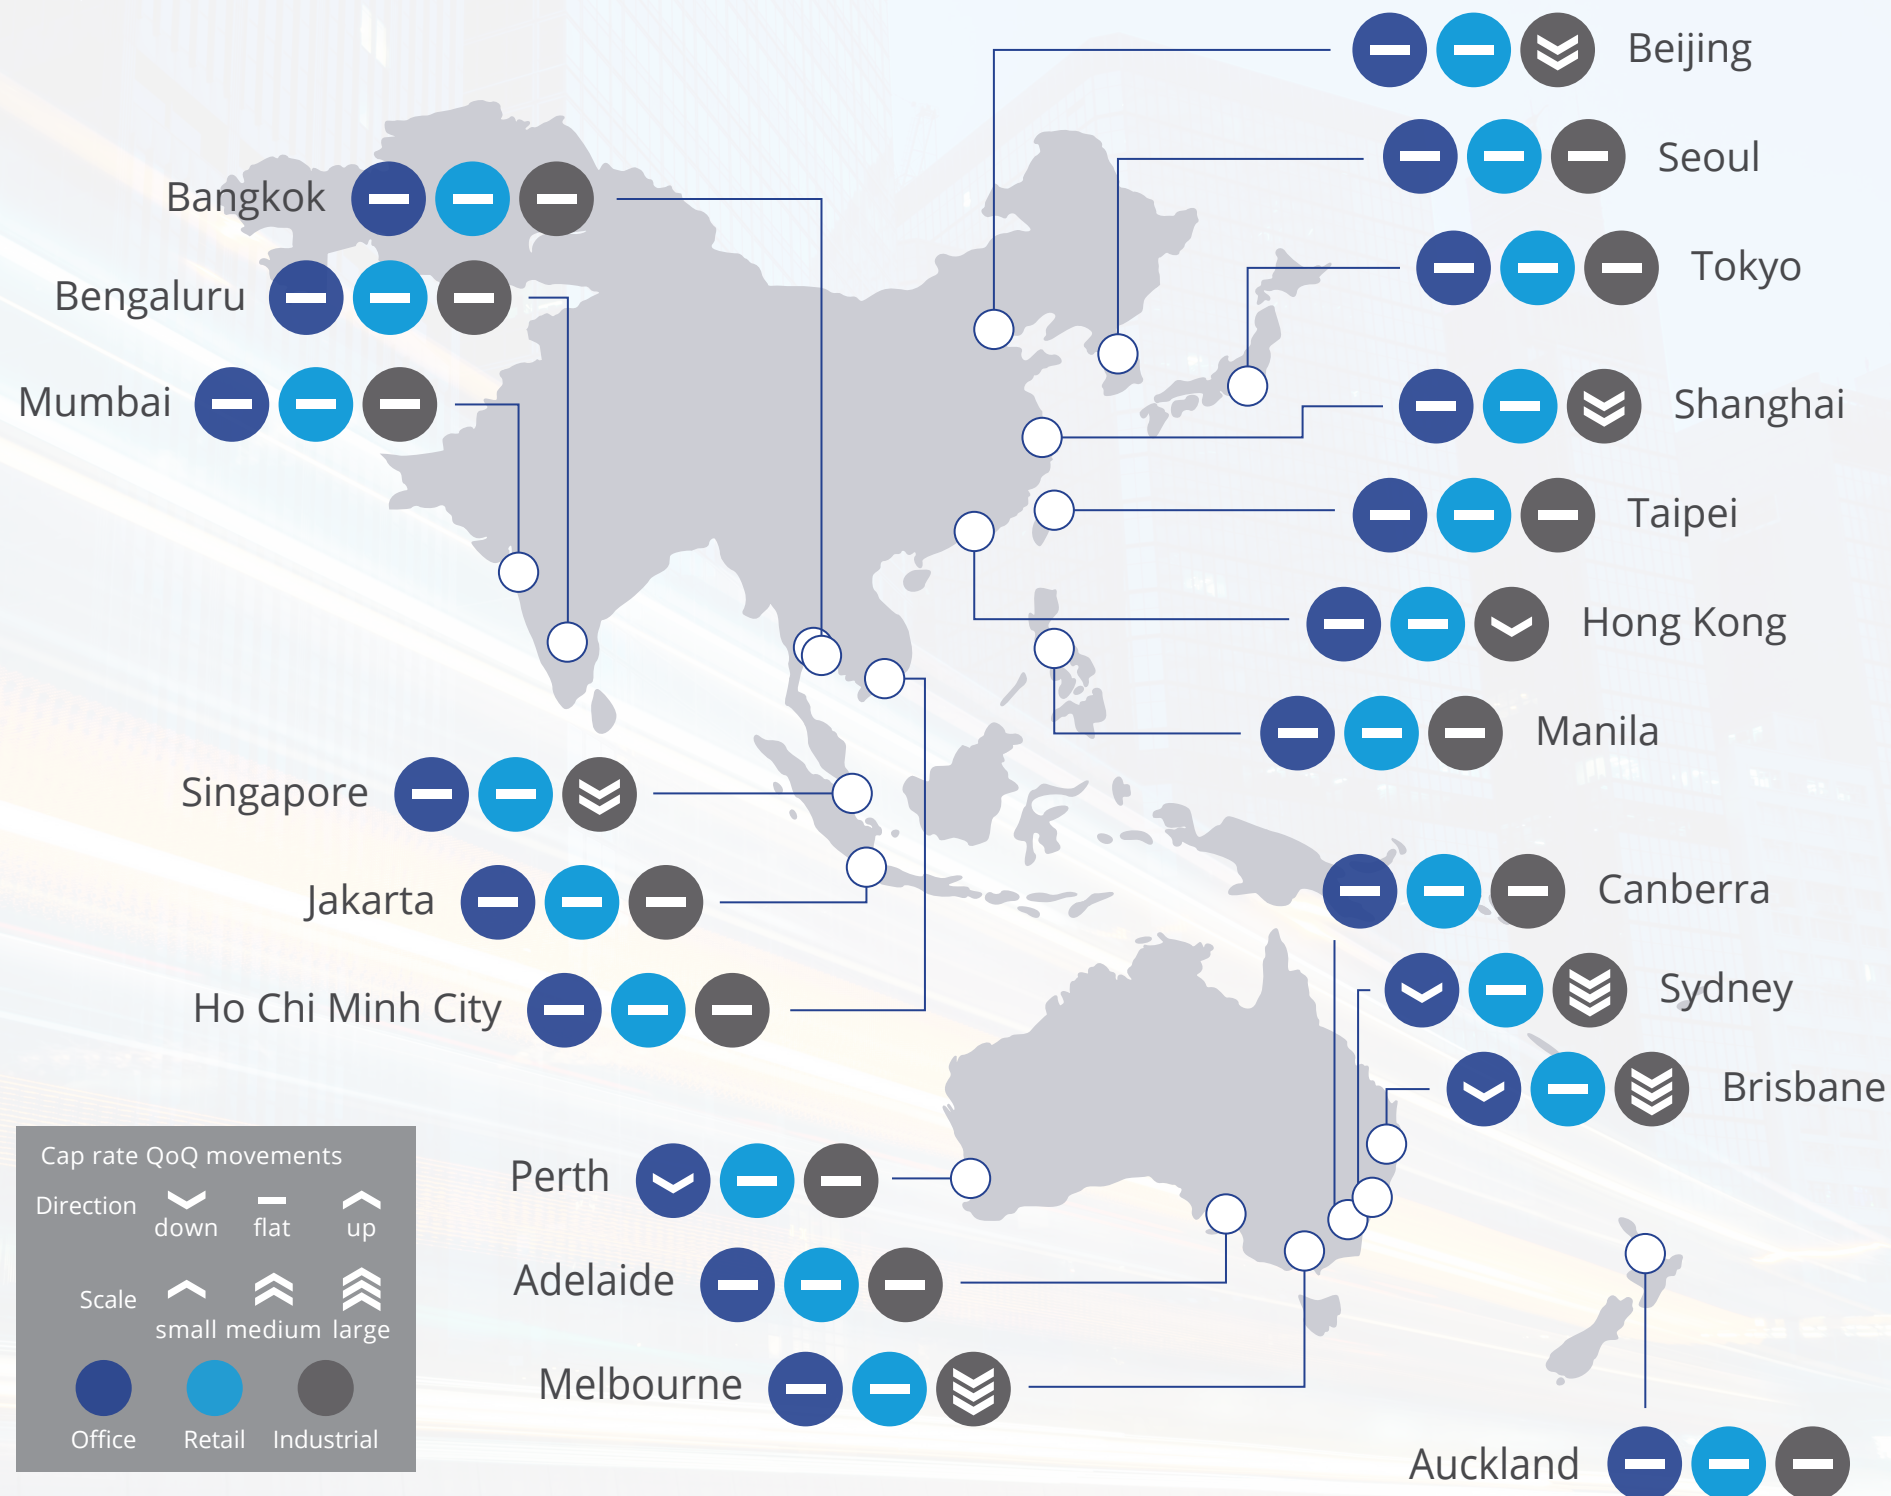 Beijing
Seoul
Bangkok
Tokyo
Bengaluru
Mumbai
Shanghai
Taipei
Hong Kong
Manila
Singapore
Canberra
Jakarta
Sydney
Ho Chi Minh City
Brisbane
Perth
Adelaide
Melbourne
Auckland
Cap rate QoQ movements
Direction
down flat up
Scale
small medium large
Office Retail Industrial